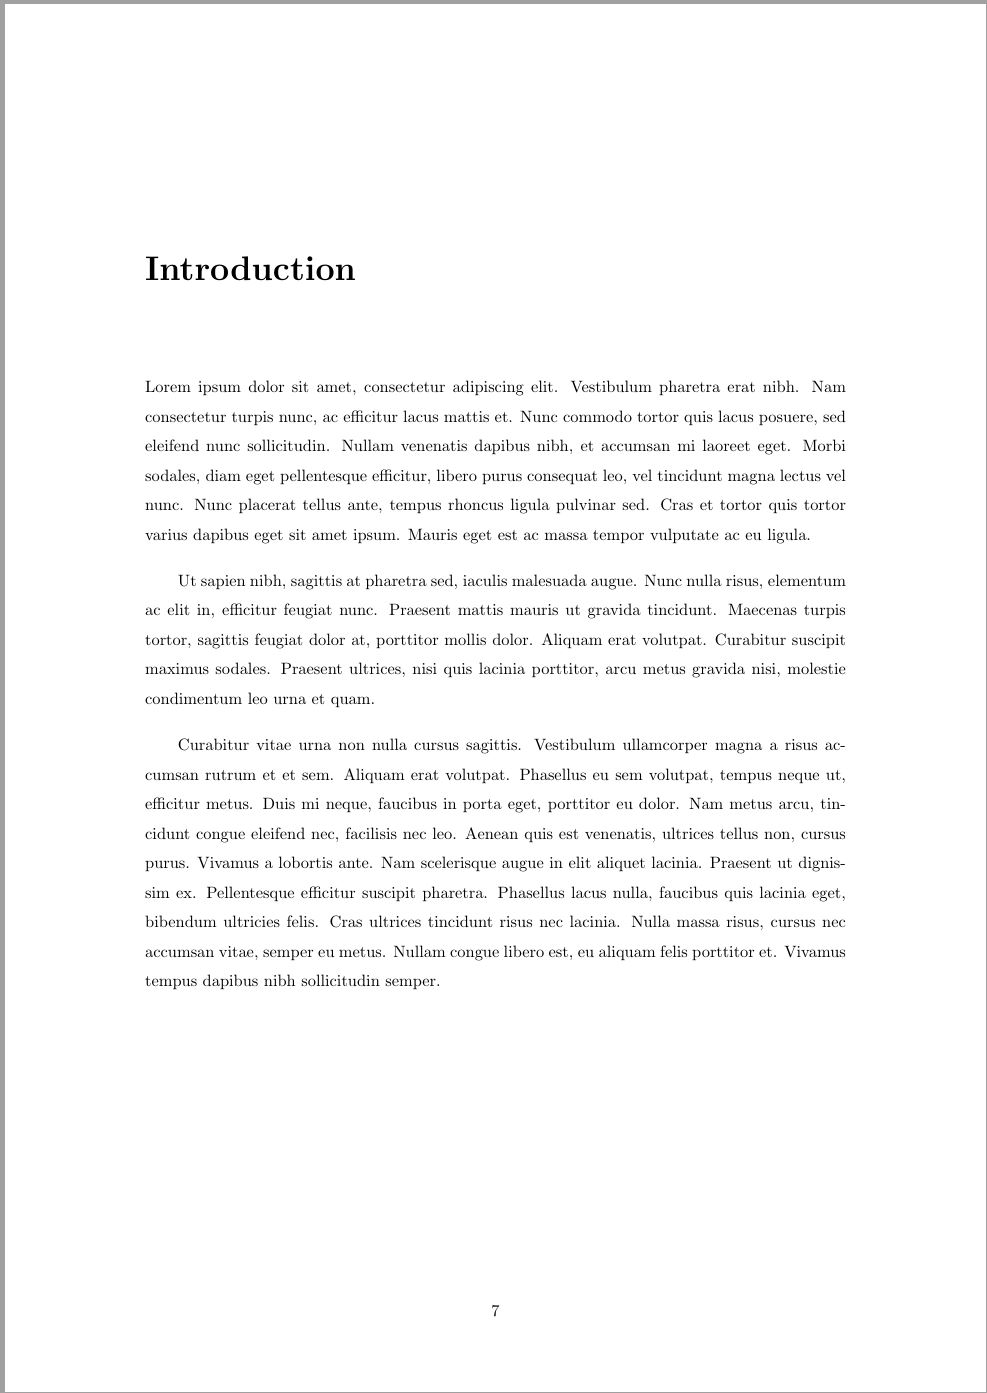 Introduction
Lorem ipsum dolor sit amet, consectetur adipiscing elit. Vestibulum pharetra erat nibh. Nam
consectetur turpis nunc, ac efficitur lacus mattis et. Nunc commodo tortor quis lacus posuere, sed
eleifend nunc sollicitudin. Nullam venenatis dapibus nibh, et accumsan mi laoreet eget. Morbi
sodales, diam eget pellentesque efficitur, libero purus consequat leo, vel tincidunt magna lectus vel
nunc. Nunc placerat tellus ante, tempus rhoncus ligula pulvinar sed. Cras et tortor quis tortor
varius dapibus eget sit amet ipsum. Mauris eget est ac massa tempor vulputate ac eu ligula.
Ut sapien nibh, sagittis at pharetra sed, iaculis malesuada augue. Nunc nulla risus, elementum
ac elit in, efficitur feugiat nunc. Praesent mattis mauris ut gravida tincidunt. Maecenas turpis
tortor, sagittis feugiat dolor at, porttitor mollis dolor. Aliquam erat volutpat. Curabitur suscipit
maximus sodales. Praesent ultrices, nisi quis lacinia porttitor, arcu metus gravida nisi, molestie
condimentum leo urna et quam.
Curabitur vitae urna non nulla cursus sagittis. Vestibulum ullamcorper magna a risus ac-
cumsan rutrum et et sem. Aliquam erat volutpat. Phasellus eu sem volutpat, tempus neque ut,
efficitur metus. Duis mi neque, faucibus in porta eget, porttitor eu dolor. Nam metus arcu, tin-
cidunt congue eleifend nec, facilisis nec leo. Aenean quis est venenatis, ultrices tellus non, cursus
purus. Vivamus a lobortis ante. Nam scelerisque augue in elit aliquet lacinia. Praesent ut dignis-
sim ex. Pellentesque efficitur suscipit pharetra. Phasellus lacus nulla, faucibus quis lacinia eget,
bibendum ultricies felis. Cras ultrices tincidunt risus nec lacinia. Nulla massa risus, cursus nec
accumsan vitae, semper eu metus. Nullam congue libero est, eu aliquam felis porttitor et. Vivamus
tempus dapibus nibh sollicitudin semper.
7